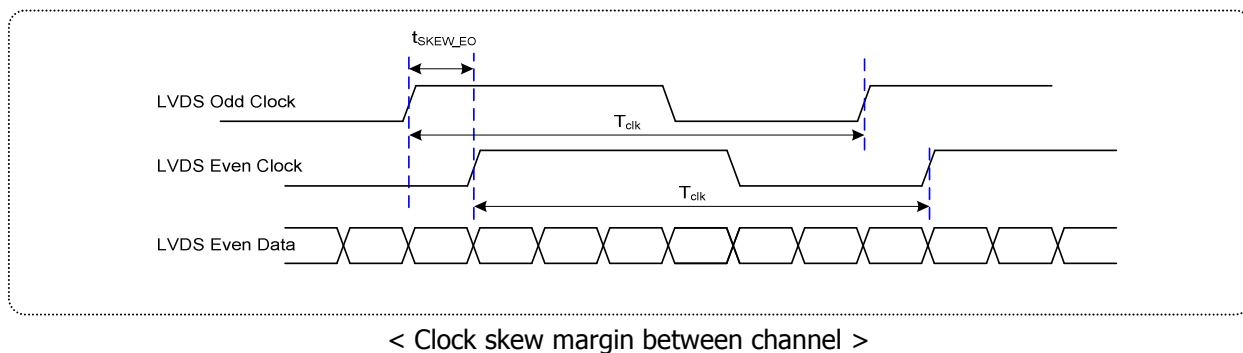 tSKEW_EO
LVDS Odd Clock
Tclk
LVDS Even Clock
Tclk
LVDS Even Data
< Clock skew margin between channel >